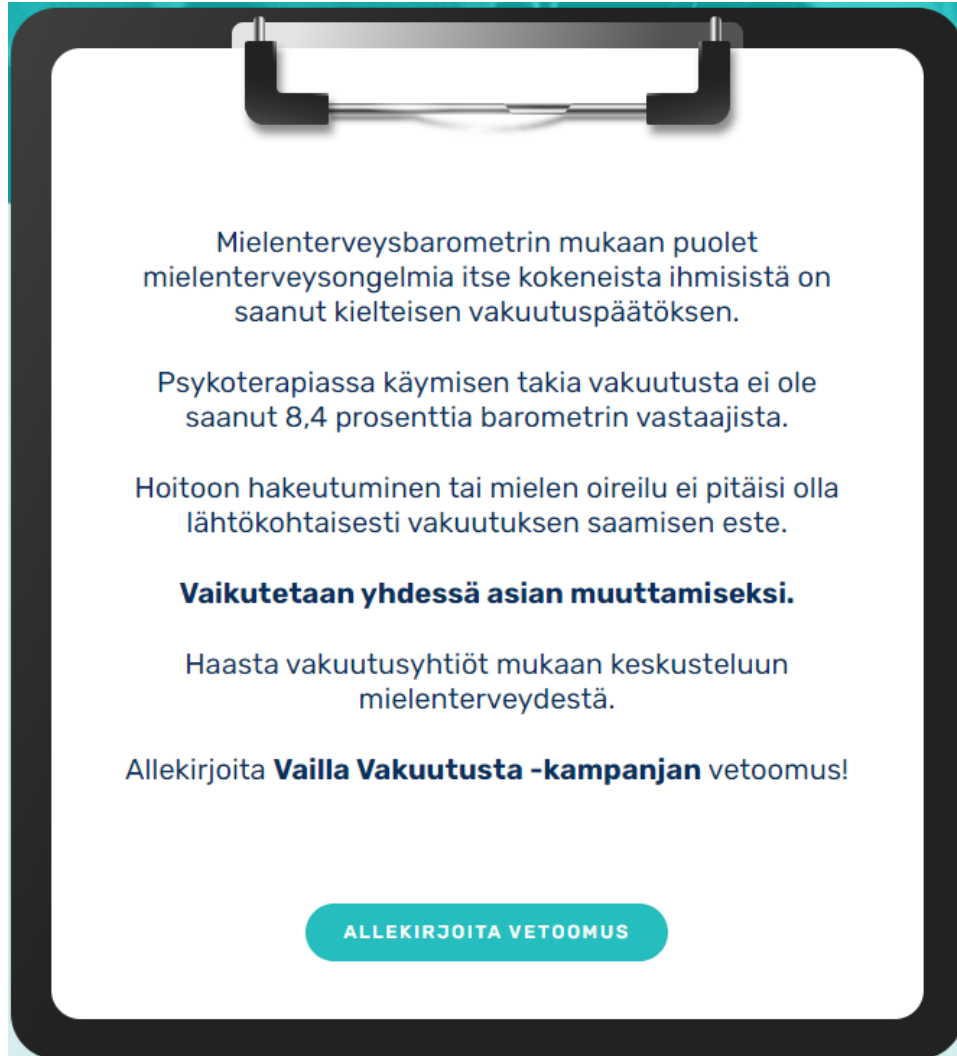 Mielenterveysbarometrin mukaan puolet
mielenterveysongelmia itse kokeneista ihmisistä on
saanut kielteisen vakuutuspäätöksen.
Psykoterapiassa käymisen takia vakuutusta ei ole
saanut 8,4 prosenttia barometrin vastaajista.
Hoitoon hakeutuminen tai mielen oireilu ei pitäisi olla
lähtökohtaisesti vakuutuksen saamisen este.
Vaikutetaan yhdessä asian muuttamiseksi.
Haasta vakuutusyhtiöt mukaan keskusteluun
mielenterveydestä.
Allekirjoita Vailla Vakuutusta -kampanjan vetoomus!
ALLEKIRJOITA VETOOMUS